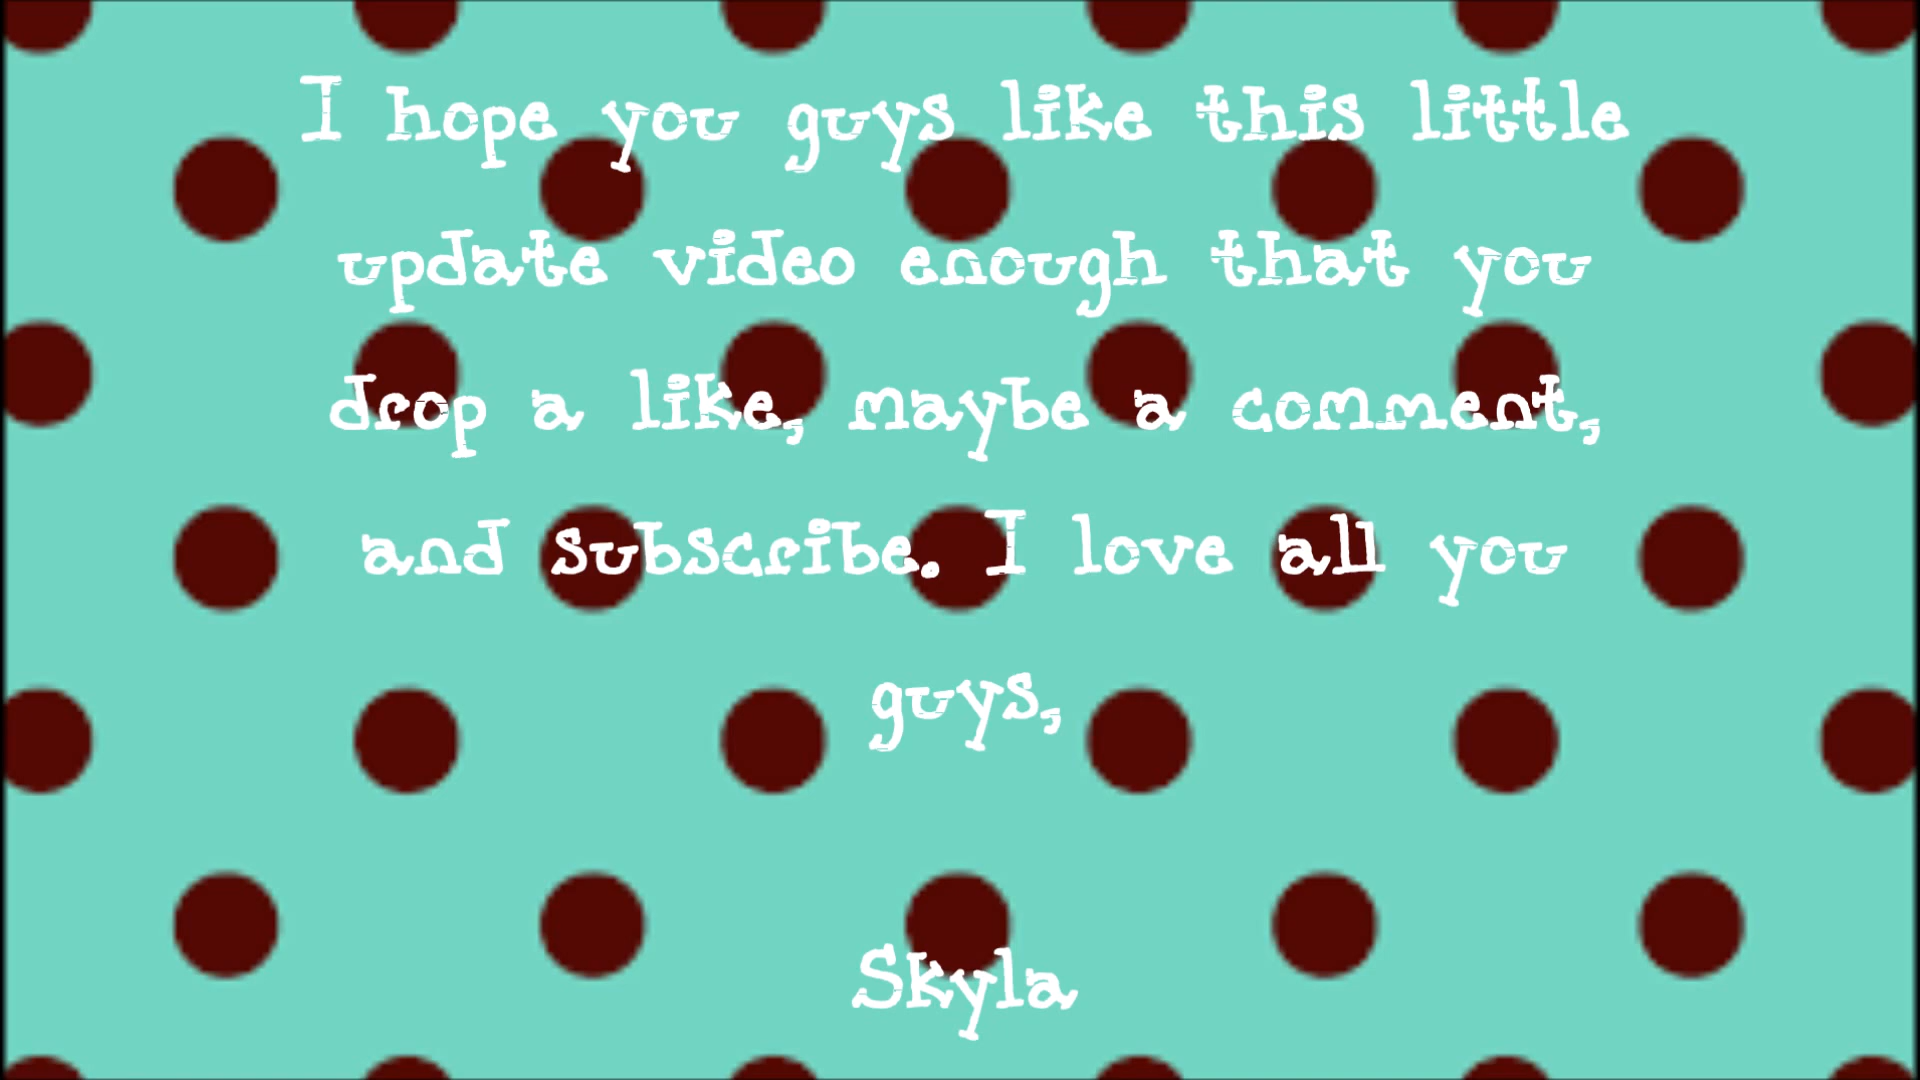 I hope you guys like this little
update video enough that you
drop a like, maybe a comment,
and subscribe. I love all you
guys,
Skyla